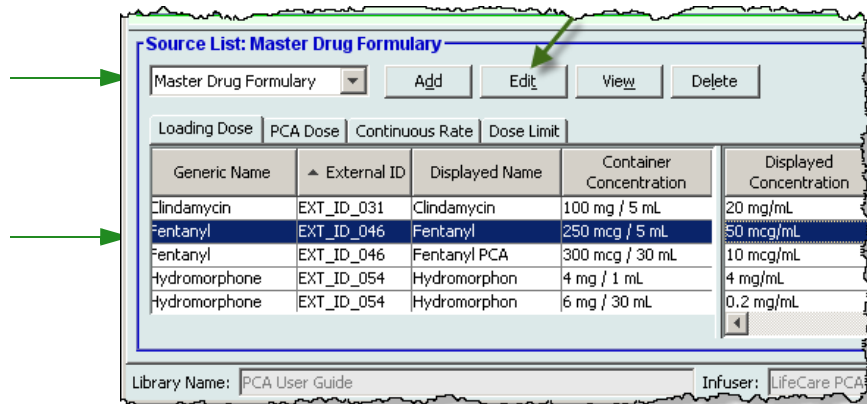 Source List: Master Drug Formulary
Master Drug Formulary Add Edit View Delete
Loading Dose PCA Dose Continuous Rate Dose Limit
Generic Name External ID Displayed Name Container Concentration Displayed Concentration
Clindamycin EXT_ID_031 Clindamycin 100 mg / 5 mL 20 mg/mL
Fentanyl EXT_ID_046 Fentanyl 250 mcg / 5 mL 50 mcg/mL
Fentanyl EXT_ID_046 Fentanyl PCA 300 mcg / 30 mL 10 mcg/mL
Hydromorphone EXT_ID_054 Hydromorphon 4 mg / 1 mL 4 mg/mL
Hydromorphone EXT_ID_054 Hydromorphon 6 mg / 30 mL 0.2 mg/mL
Library Name: PCA User Guide Infuser: LifeCare PCA